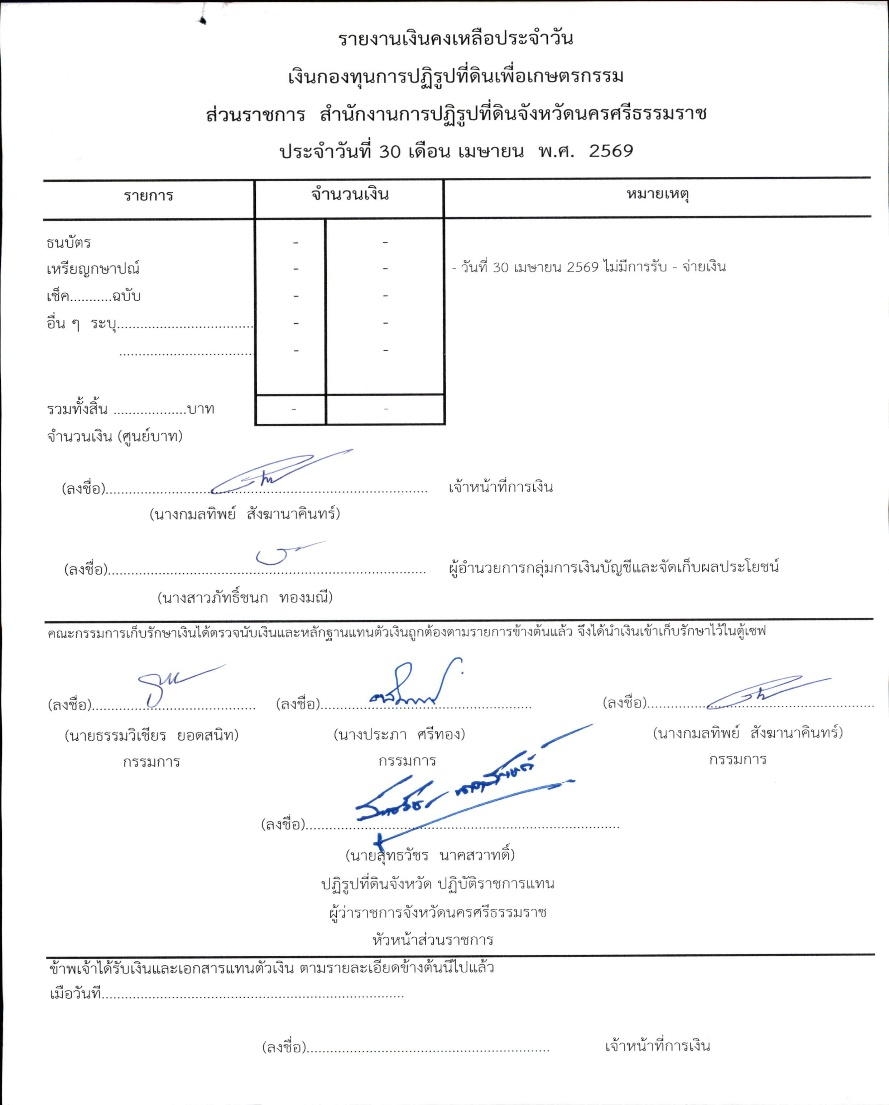 รายงานเงินคงเหลือประจำวัน
เงินกองทุนการปฏิรูปที่ดินเพื่อเกษตรกรรม
ส่วนราชการ สำนักงานการปฏิรูปที่ดินจังหวัดนครศรีธรรมราช
ประจำวันที่ 30 เดือน เมษายน พ.ศ. 2569
รายการ จำนวนเงิน หมายเหตุ
ธนบัตร - -
เหรียญกษาปณ์ - - - วันที่ 30 เมษายน 2569 ไม่มีการรับ - จ่ายเงิน
เช็ค...........ฉบับ - -
อื่น ๆ ระบุ.................................. - -
.................................. - -
รวมทั้งสิ้น ...................บาท - -
จำนวนเงิน (ศูนย์บาท)
(ลงชื่อ).................................................................................. เจ้าหน้าที่การเงิน
(นางกมลทิพย์ สังฆานาคินทร์)
(ลงชื่อ).................................................................................. ผู้อำนวยการกลุ่มการเงินบัญชีและจัดเก็บผลประโยชน์
(นางสาวภัทธิ์ชนก ทองมณี)
คณะกรรมการเก็บรักษาเงินได้ตรวจนับเงินและหลักฐานแทนตัวเงินถูกต้องตามรายการข้างต้นแล้ว จึงได้นำเงินเข้าเก็บรักษาไว้ในตู้เซฟ
(ลงชื่อ).......................................... (ลงชื่อ)...................................................... (ลงชื่อ)..........................................................
(นายธรรมวิเชียร ยอดสนิท) (นางประภา ศรีทอง) (นางกมลทิพย์ สังฆานาคินทร์)
กรรมการ กรรมการ กรรมการ
(ลงชื่อ)................................................................................
(นายสุทธวัชร นาคสวาทดิ์)
ปฏิรูปที่ดินจังหวัด ปฏิบัติราชการแทน
ผู้ว่าราชการจังหวัดนครศรีธรรมราช
หัวหน้าส่วนราชการ
ข้าพเจ้าได้รับเงินและเอกสารแทนตัวเงิน ตามรายละเอียดข้างต้นนี้ไปแล้ว
เมื่อวันที่.............................................................................
(ลงชื่อ).............................................................. เจ้าหน้าที่การเงิน